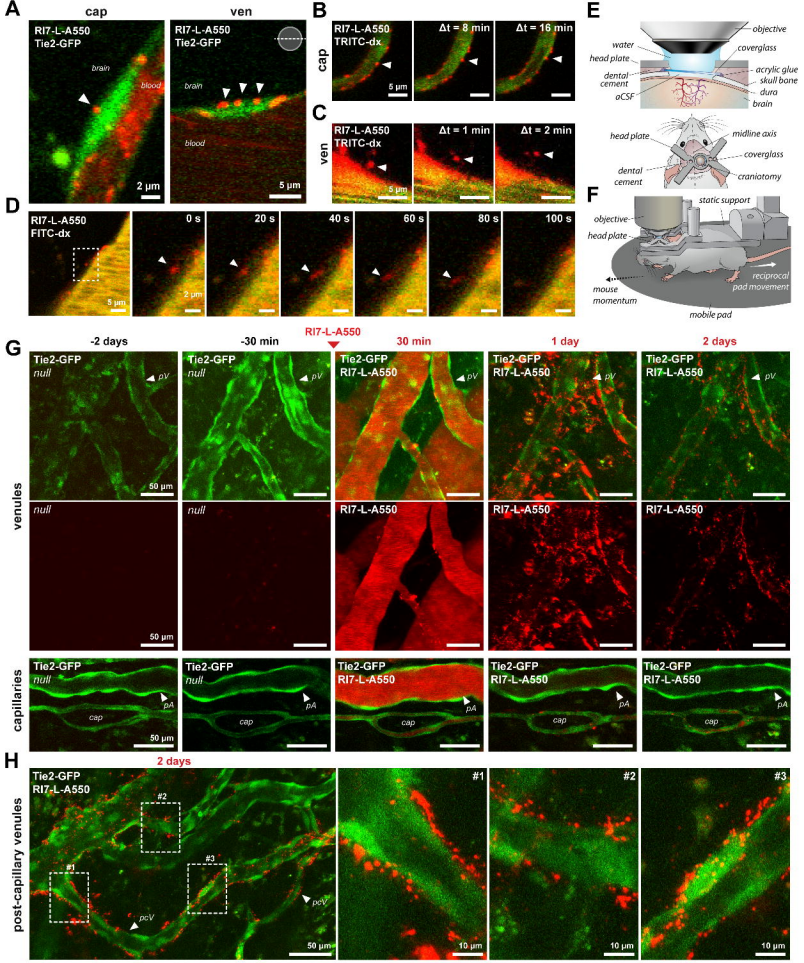 A
cap
ven
RI7-L-A550
Tie2-GFP
brain
blood
2 µm
RI7-L-A550
Tie2-GFP
brain
blood
5 µm
B
cap
RI7-L-A550
TRITC-dx
5 µm
Δt = 8 min
Δt = 16 min
C
ven
RI7-L-A550
TRITC-dx
5 µm
Δt = 1 min
Δt = 2 min
D
RI7-L-A550
FITC-dx
5 µm
0 s
2 µm
20 s
40 s
60 s
80 s
100 s
E
objective
water
head plate
coverglass
dental
cement
acrylic glue
skull bone
aCSF
dura
brain
head plate
midline axis
coverglass
dental
cement
craniotomy
F
static support
objective
head plate
mouse
momentum
reciprocal
pad movement
mobile pad
RI7-L-A550
G
-2 days
-30 min
30 min
1 day
2 days
venules
Tie2-GFP
null
pV
50 µm
Tie2-GFP
null
pV
Tie2-GFP
RI7-L-A550
pV
Tie2-GFP
RI7-L-A550
pV
Tie2-GFP
RI7-L-A550
pV
null
50 µm
null
RI7-L-A550
RI7-L-A550
RI7-L-A550
capillaries
Tie2-GFP
null
pA
cap
50 µm
Tie2-GFP
null
pA
cap
Tie2-GFP
RI7-L-A550
pA
cap
Tie2-GFP
RI7-L-A550
pA
cap
Tie2-GFP
RI7-L-A550
pA
cap
H
2 days
post-capillary venules
Tie2-GFP
RI7-L-A550
#2
#1
#3
pcV
pcV
50 µm
#1
10 µm
#2
10 µm
#3
10 µm